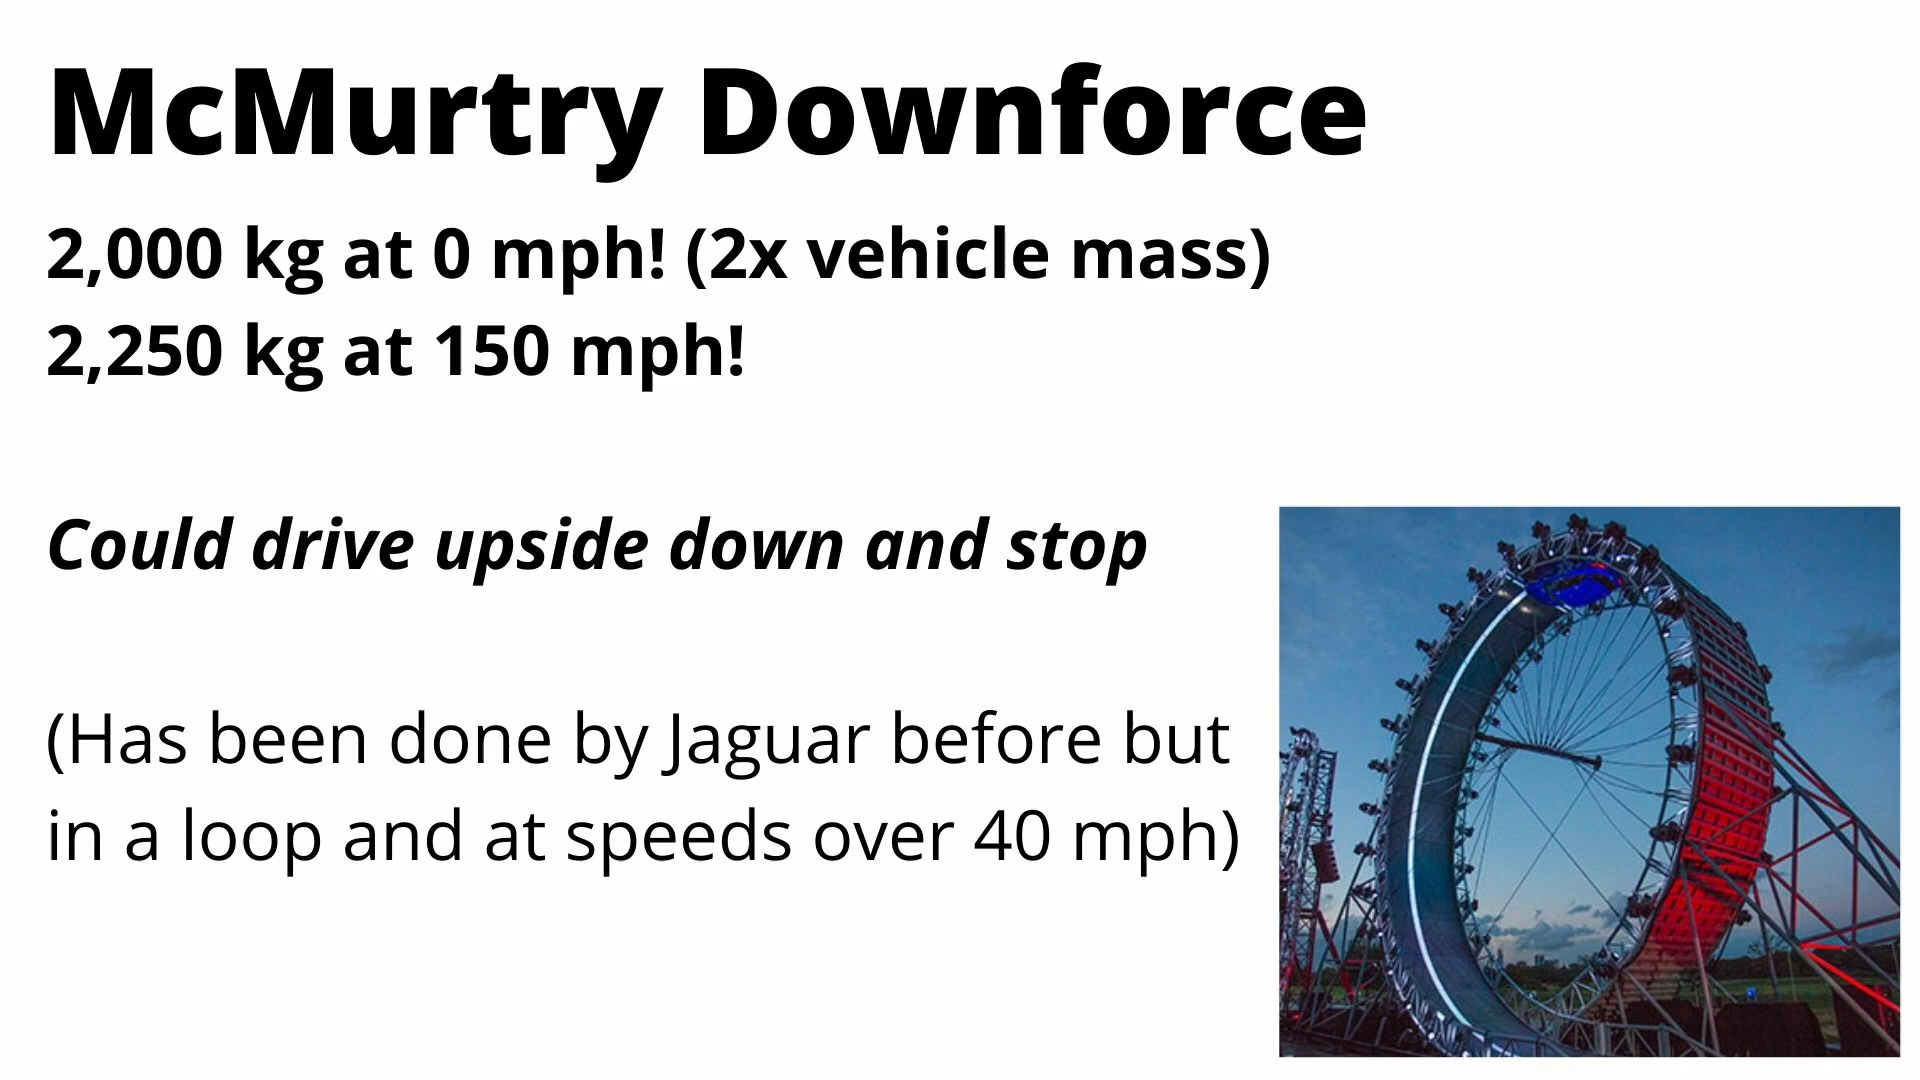 McMurtry Downforce
2,000 kg at 0 mph! (2x vehicle mass)
2,250 kg at 150 mph!
Could drive upside down and stop
(Has been done by Jaguar before but
in a loop and at speeds over 40 mph)